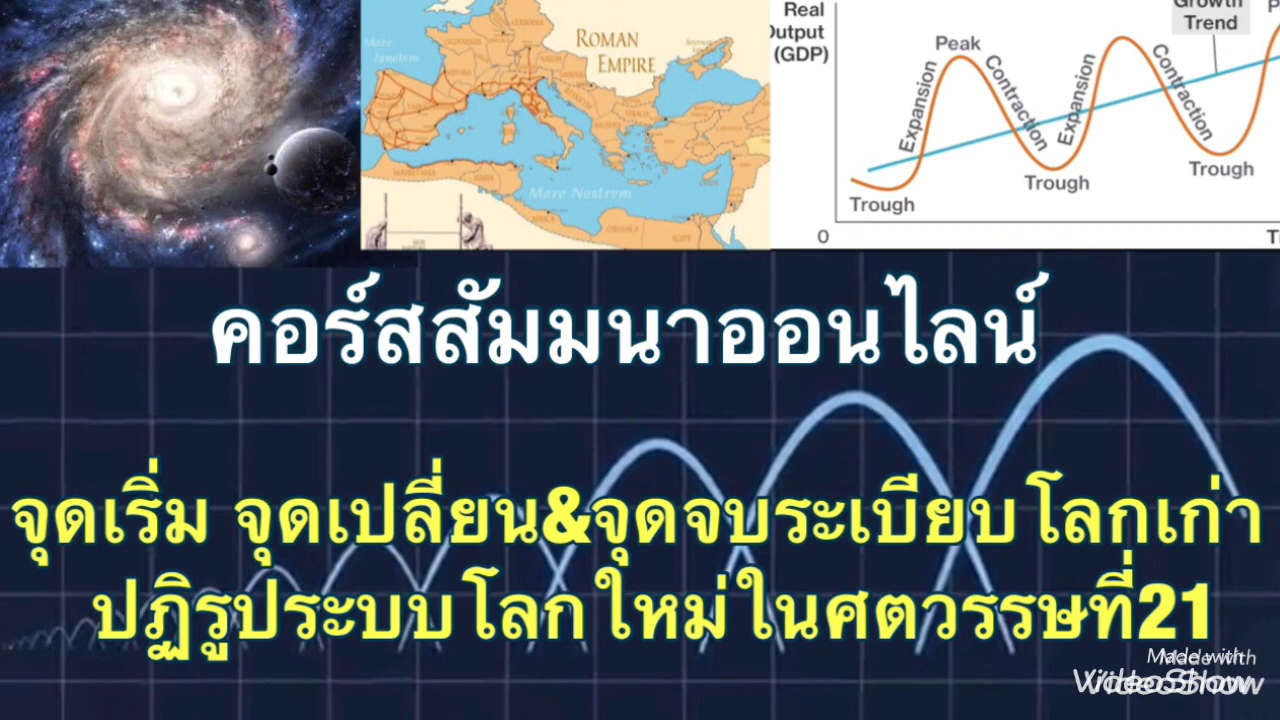 Mare
Ignotvm
ROMAN
EMPIRE
Mare Nostrvm
Real
Output
(GDP)
Growth
Trend
Peak
Expansion
Contraction
Expansion
Contraction
Trough
Trough
Trough
0
คอร์สสัมมนาออนไลน์
จุดเริ่ม จุดเปลี่ยน&จุดจบระเบียบโลกเก่า
ปฏิรูประบบโลกใหม่ในศตวรรษที่21
Made with
VideoShow